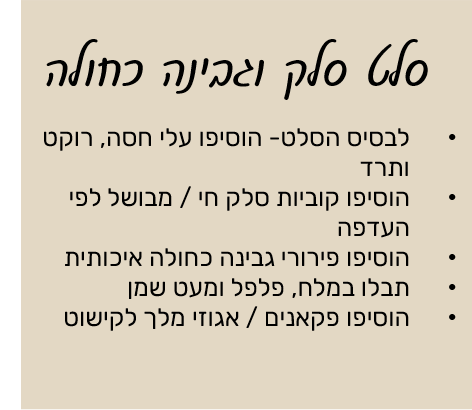 סלט סלק וגבינה כחולה
• לבסיס הסלט- הוסיפו עלי חסה, רוקט
ותרד
• הוסיפו קוביות סלק חי / מבושל לפי
העדפה
• הוסיפו פירורי גבינה כחולה איכותית
• תבלו במלח, פלפל ומעט שמן
• הוסיפו פקאנים / אגוזי מלך לקישוט